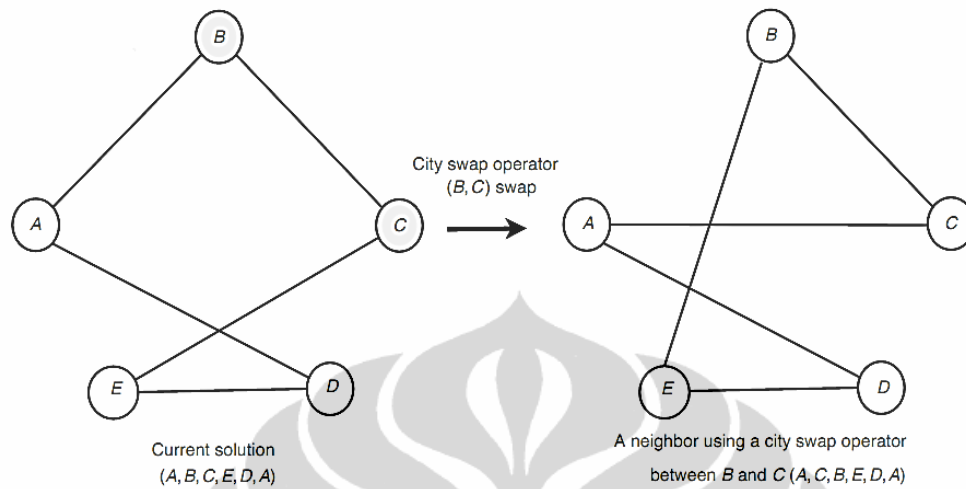 B
A
C
E
D
Current solution
(A, B, C, E, D, A)
City swap operator
(B, C) swap
B
A
C
E
D
A neighbor using a city swap operator
between B and C (A, C, B, E, D, A)